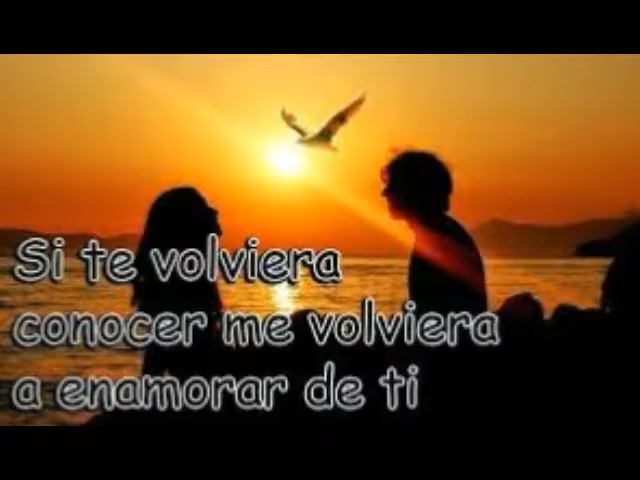 Si te volviera
conocer me volviera
a enamorar de ti